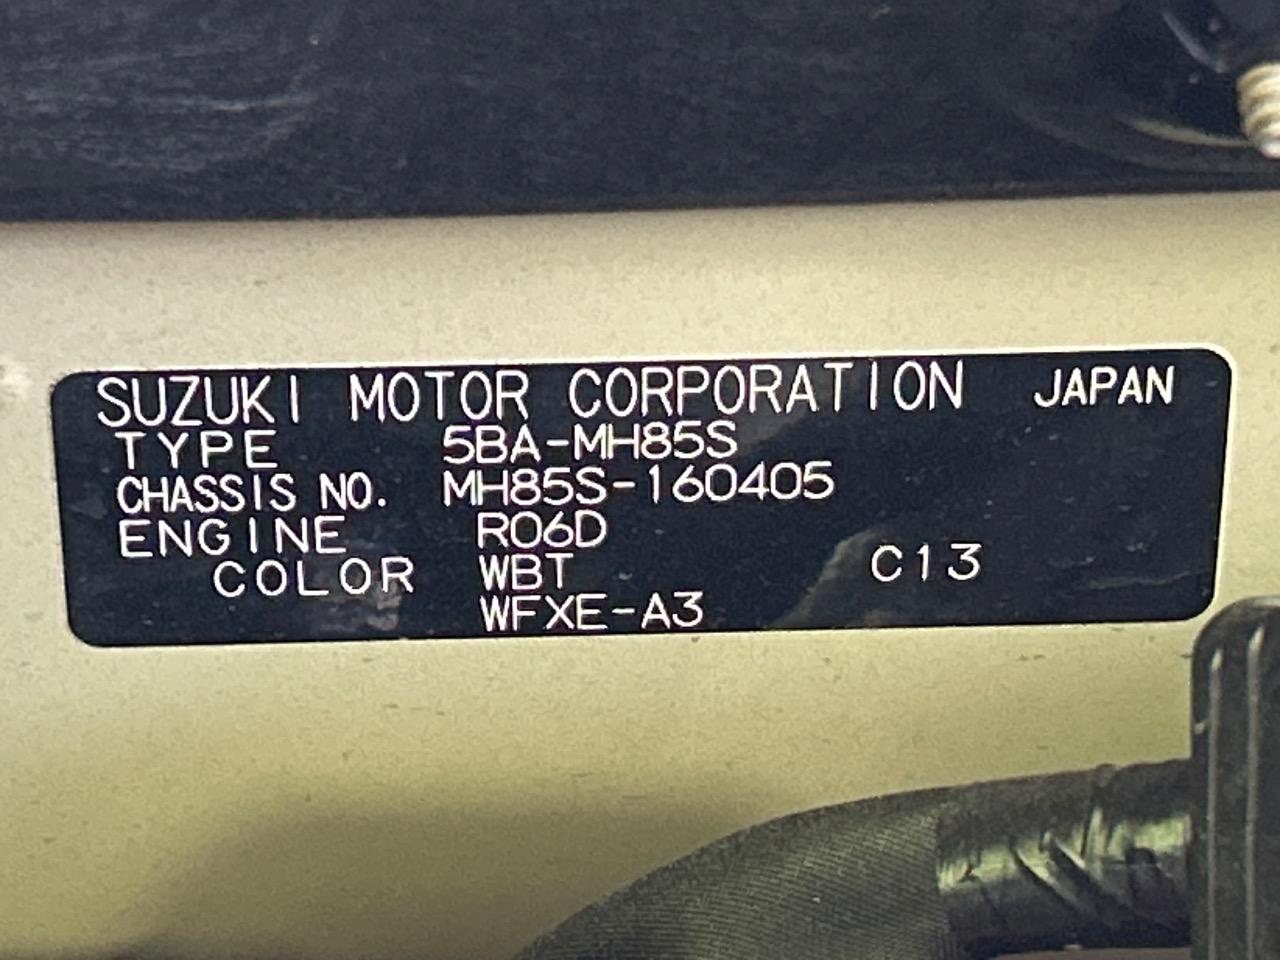 SUZUKI MOTOR CORPORATION JAPAN
TYPE 5BA-MH85S
CHASSIS NO. MH85S-160405
ENGINE R06D
COLOR WBT C13
WFXE-A3